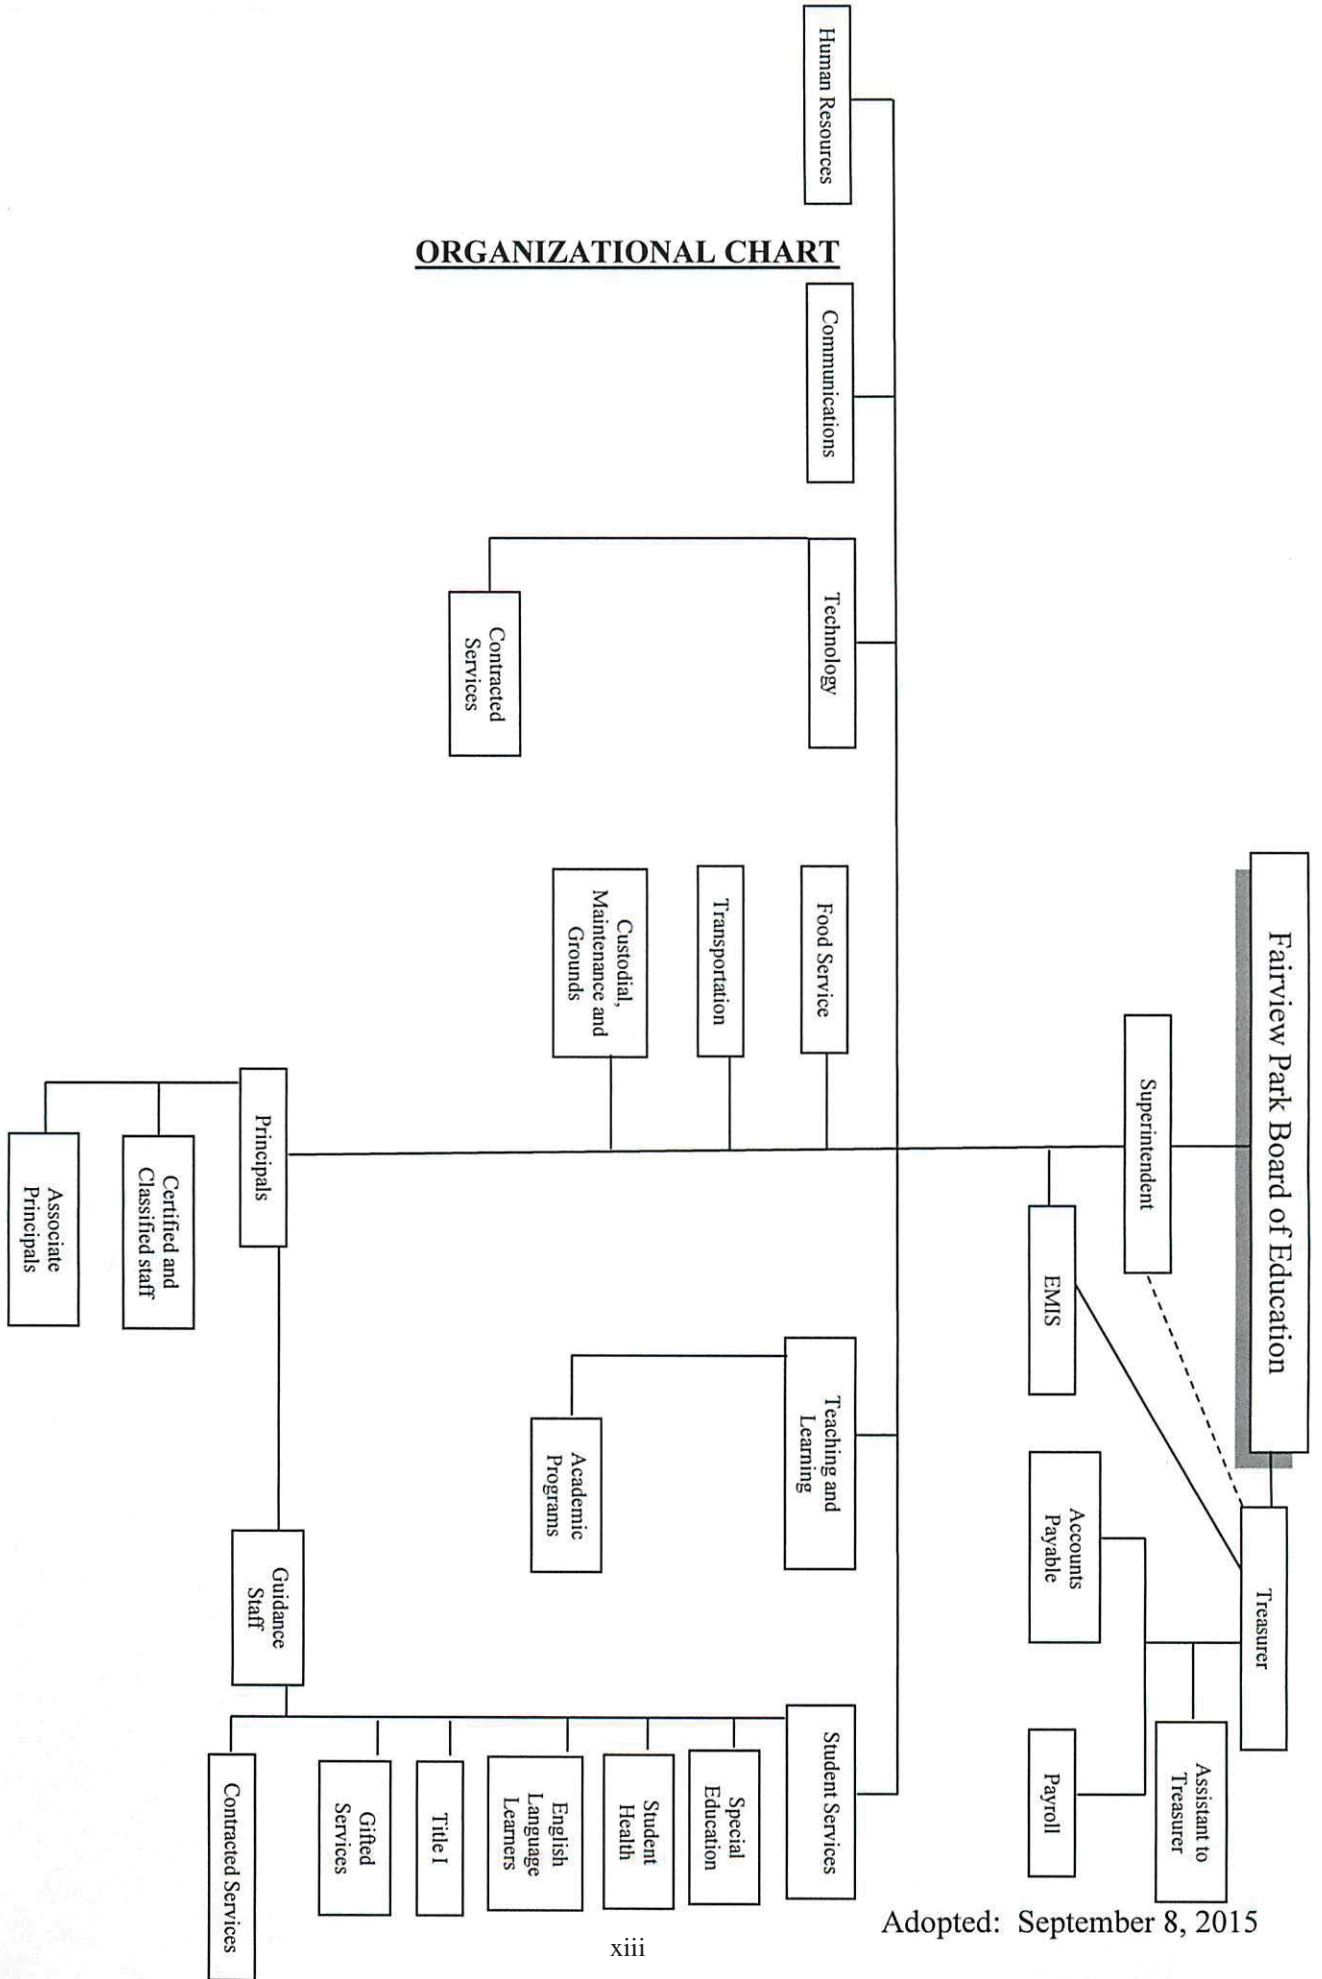 ORGANIZATIONAL CHART
Fairview Park Board of Education
Superintendent
Treasurer
Assistant to
Treasurer
EMIS
Accounts
Payable
Payroll
Human Resources
Communications
Technology
Contracted
Services
Food Service
Transportation
Custodial,
Maintenance and
Grounds
Teaching and
Learning
Academic
Programs
Student Services
Special
Education
Student
Health
English
Language
Learners
Title I
Gifted
Services
Contracted Services
Principals
Guidance
Staff
Certified and
Classified staff
Associate
Principals
Adopted: September 8, 2015
xiii